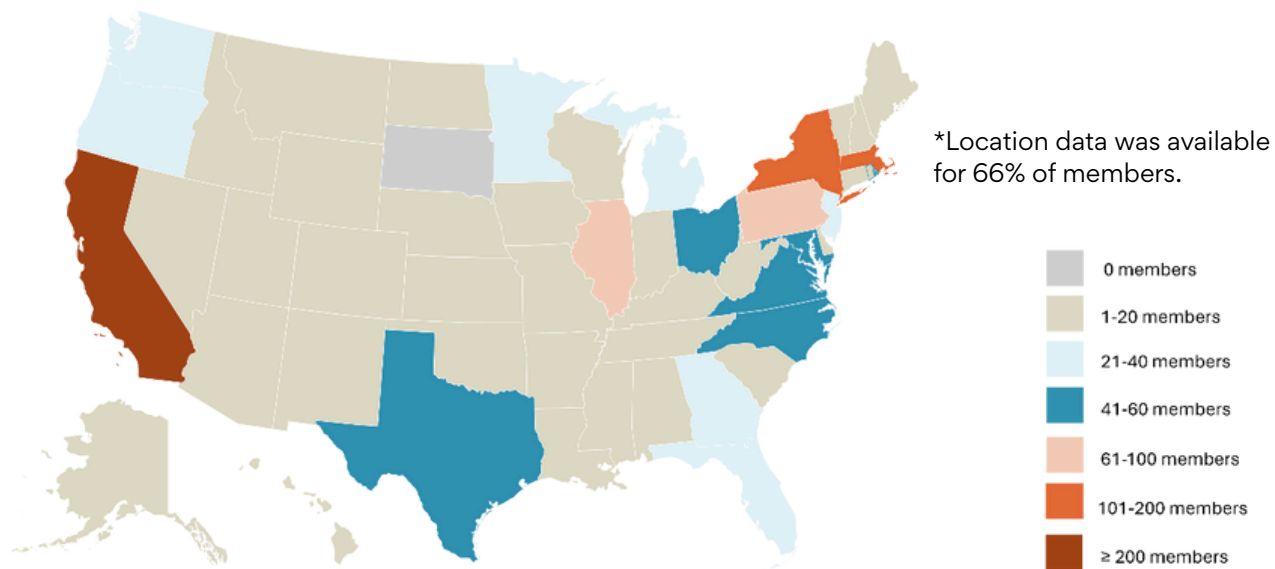 *Location data was available
for 66% of members.
0 members
1-20 members
21-40 members
41-60 members
61-100 members
101-200 members
≥ 200 members